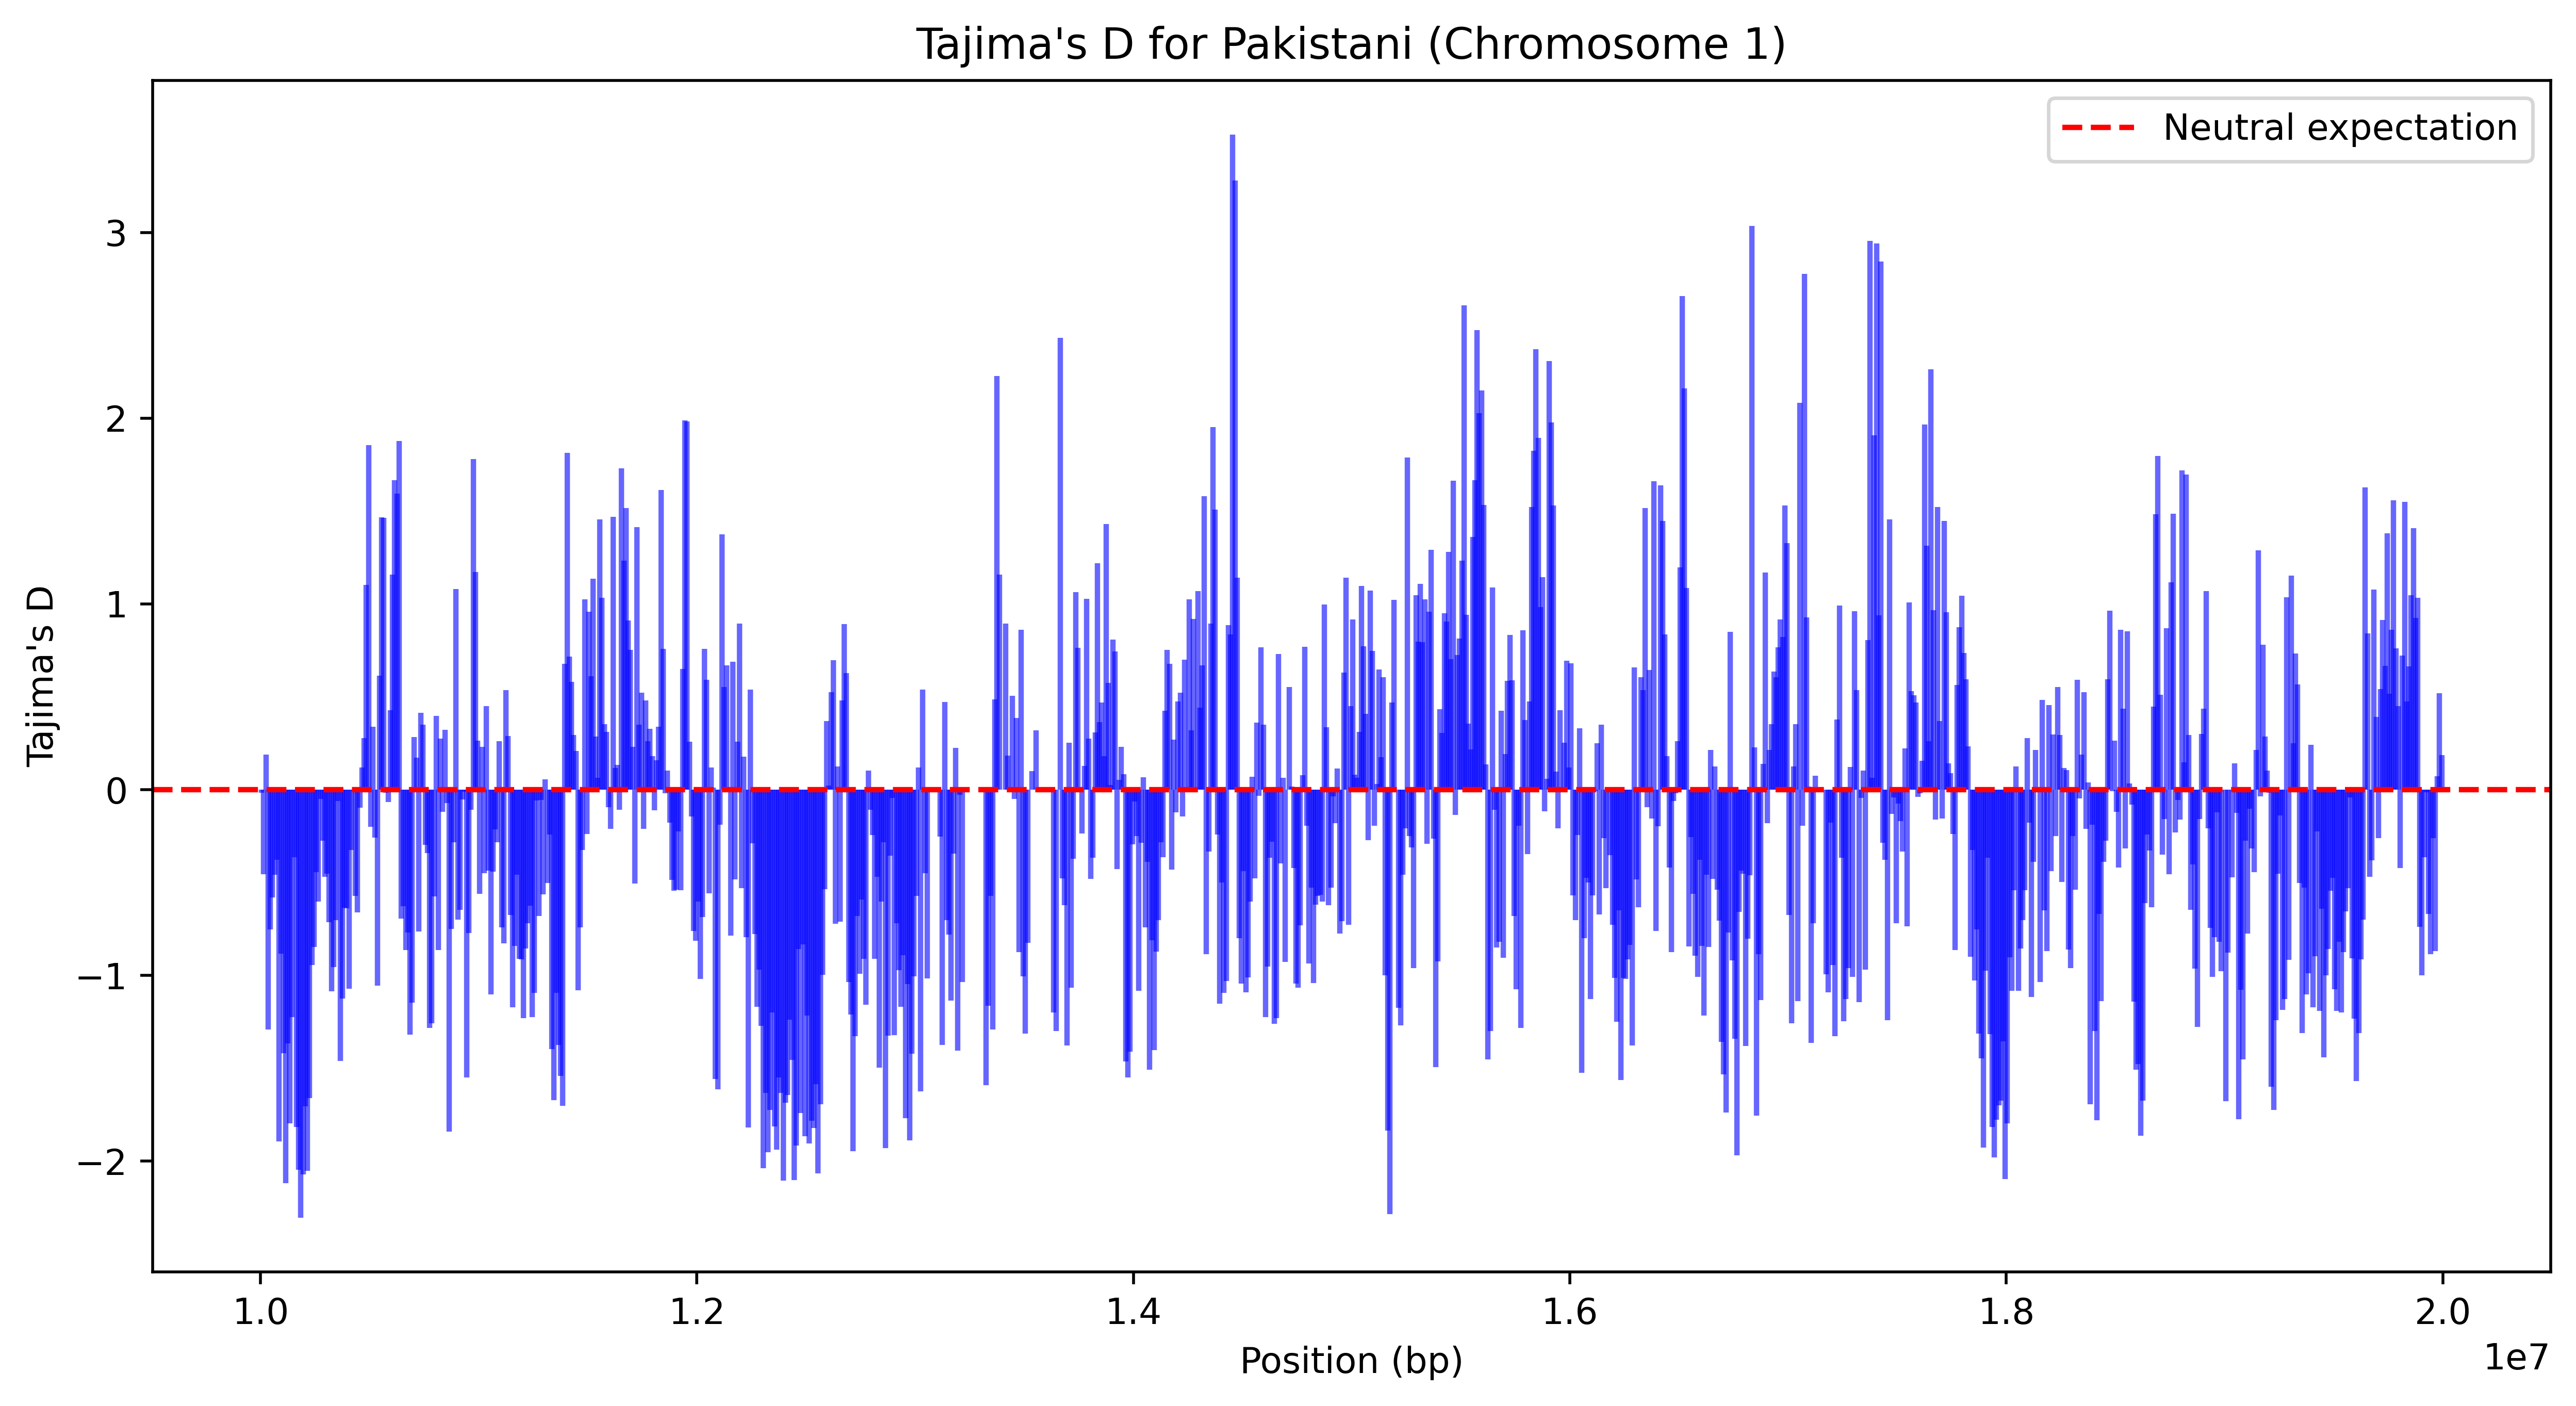 Tajima's D for Pakistani (Chromosome 1)
Neutral expectation
Tajima's D
3
2
1
0
−1
−2
1.0 1.2 1.4 1.6 1.8 2.0
1e7
Position (bp)